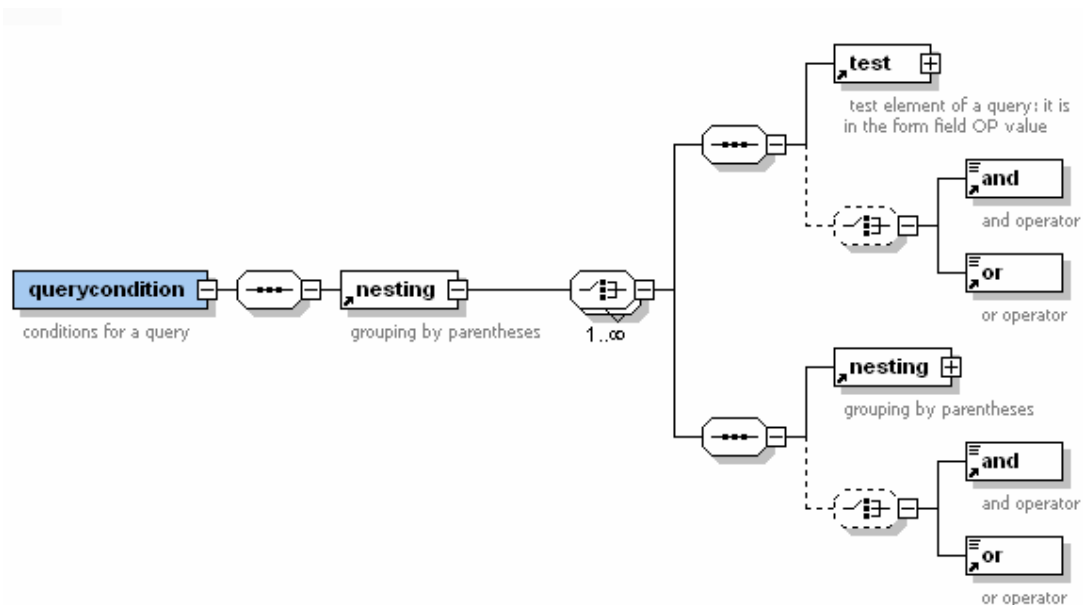 test
test element of a query: it is
in the form field OP value
and
and operator
or
or operator
querycondition
conditions for a query
nesting
grouping by parentheses
1..∞
nesting
grouping by parentheses
and
and operator
or
or operator